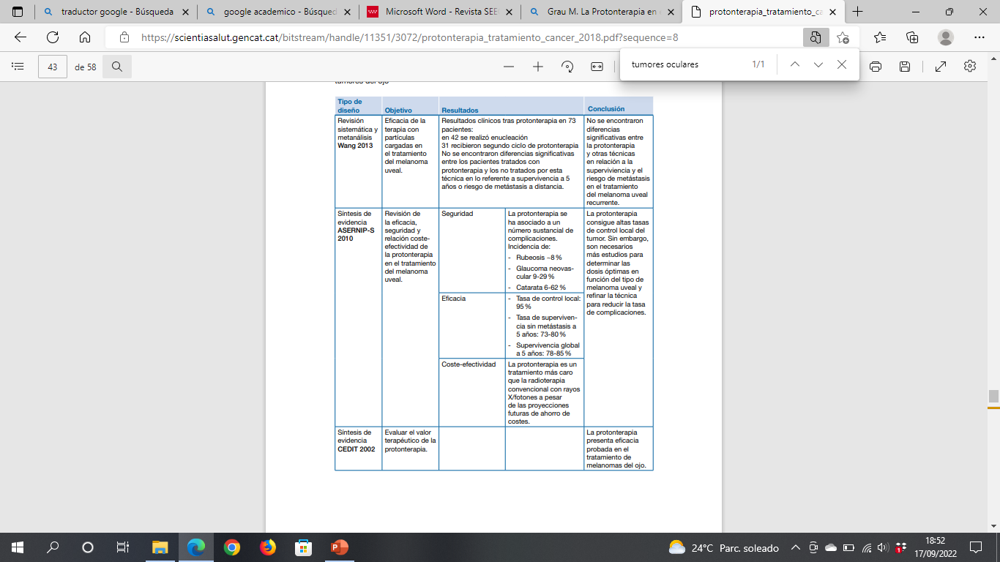 traductor google - Búsqueda
google academico - Búsqued
Microsoft Word - Revista SEE
Grau M. La Protonterapia en
protonterapia_tratamiento_ca
https://scientiasalut.gencat.cat/bitstream/handle/11351/3072/protonterapia_tratamiento_cancer_2018.pdf?sequence=8
43 de 58
tumores oculares 1/1
tumores del ojo
Tipo de
diseño
Objetivo
Resultados
Conclusión
Revisión
sistemática y
metanálisis
Wang 2013
Eficacia de la
terapia con
partículas
cargadas en
el tratamiento
del melanoma
uveal.
Resultados clínicos tras protonterapia en 73
pacientes:
en 42 se realizó enucleación
31 recibieron segundo ciclo de protonterapia
No se encontraron diferencias significativas
entre los pacientes tratados con
protonterapia y los no tratados por esta
técnica en lo referente a supervivencia a 5
años o riesgo de metástasis a distancia.
No se encontraron
diferencias
significativas entre
la protonterapia
y otras técnicas
en relación a la
superviviencia y el
riesgo de metástasis
en el tratamiento
del melanoma uveal
recurrente.
Síntesis de
evidencia
ASERNIP-S
2010
Revisión de
la eficacia,
seguridad y
relación coste-
efectividad de
la protonterapia
en el tratamiento
del melanoma
uveal.
Seguridad
La protonterapia se
ha asociado a un
número sustancial de
complicaciones.
Incidencia de:
- Rubeosis ~8 %
- Glaucoma neovas-
cular 9-29 %
- Catarata 6-62 %
Eficacia
- Tasa de control local:
95 %
- Tasa de superviven-
cia sin metástasis a
5 años: 73-80 %
- Supervivencia global
a 5 años: 78-85 %
Coste-efectividad
La protonterapia es un
tratamiento más caro
que la radioterapia
convencional con rayos
X/fotones a pesar
de las proyecciones
futuras de ahorro de
costes.
La protonterapia
consigue altas tasas
de control local del
tumor. Sin embargo,
son necesarios
más estudios para
determinar las
dosis óptimas en
función del tipo de
melanoma uveal y
refinar la técnica
para reducir la tasa
de complicaciones.
Síntesis de
evidencia
CEDIT 2002
Evaluar el valor
terapéutico de la
protonterapia.
La protonterapia
presenta eficacia
probada en el
tratamiento de
melanomas del ojo.
24°C Parc. soleado
18:52
17/09/2022